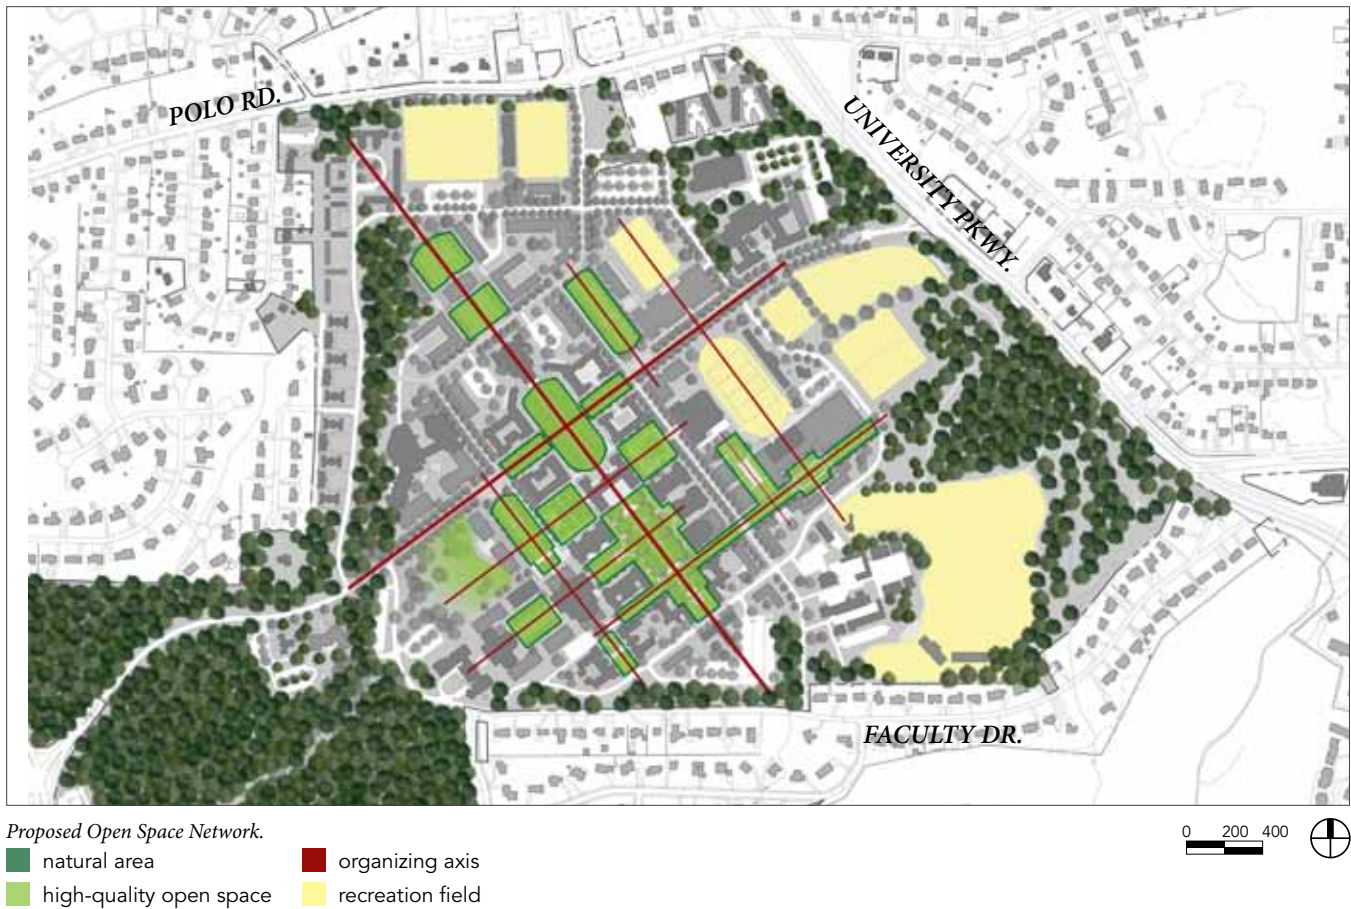 POLO RD.
UNIVERSITY PKWY.
FACULTY DR.
Proposed Open Space Network.
natural area
organizing axis
high-quality open space
recreation field
0 200 400